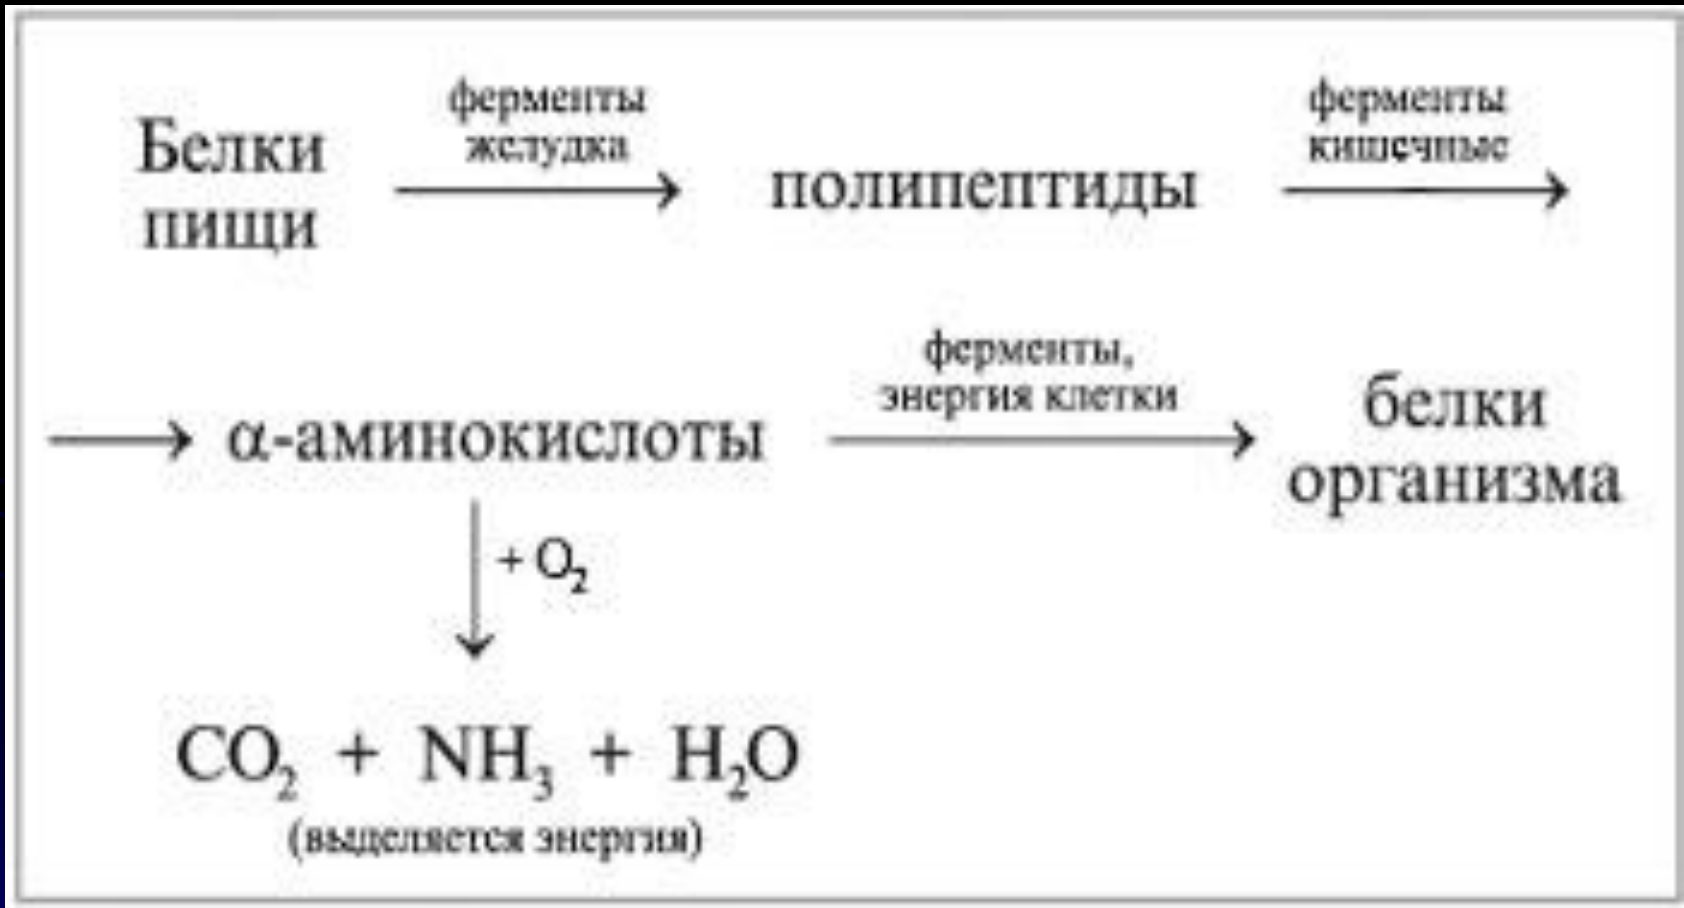 ферменты
желудка
ферменты
кишечные
Белки
пищи
полипептиды
ферменты,
энергия клетки
α-аминокислоты
белки
организма
+ O₂
CO₂ + NH₃ + H₂O
(выделяется энергия)